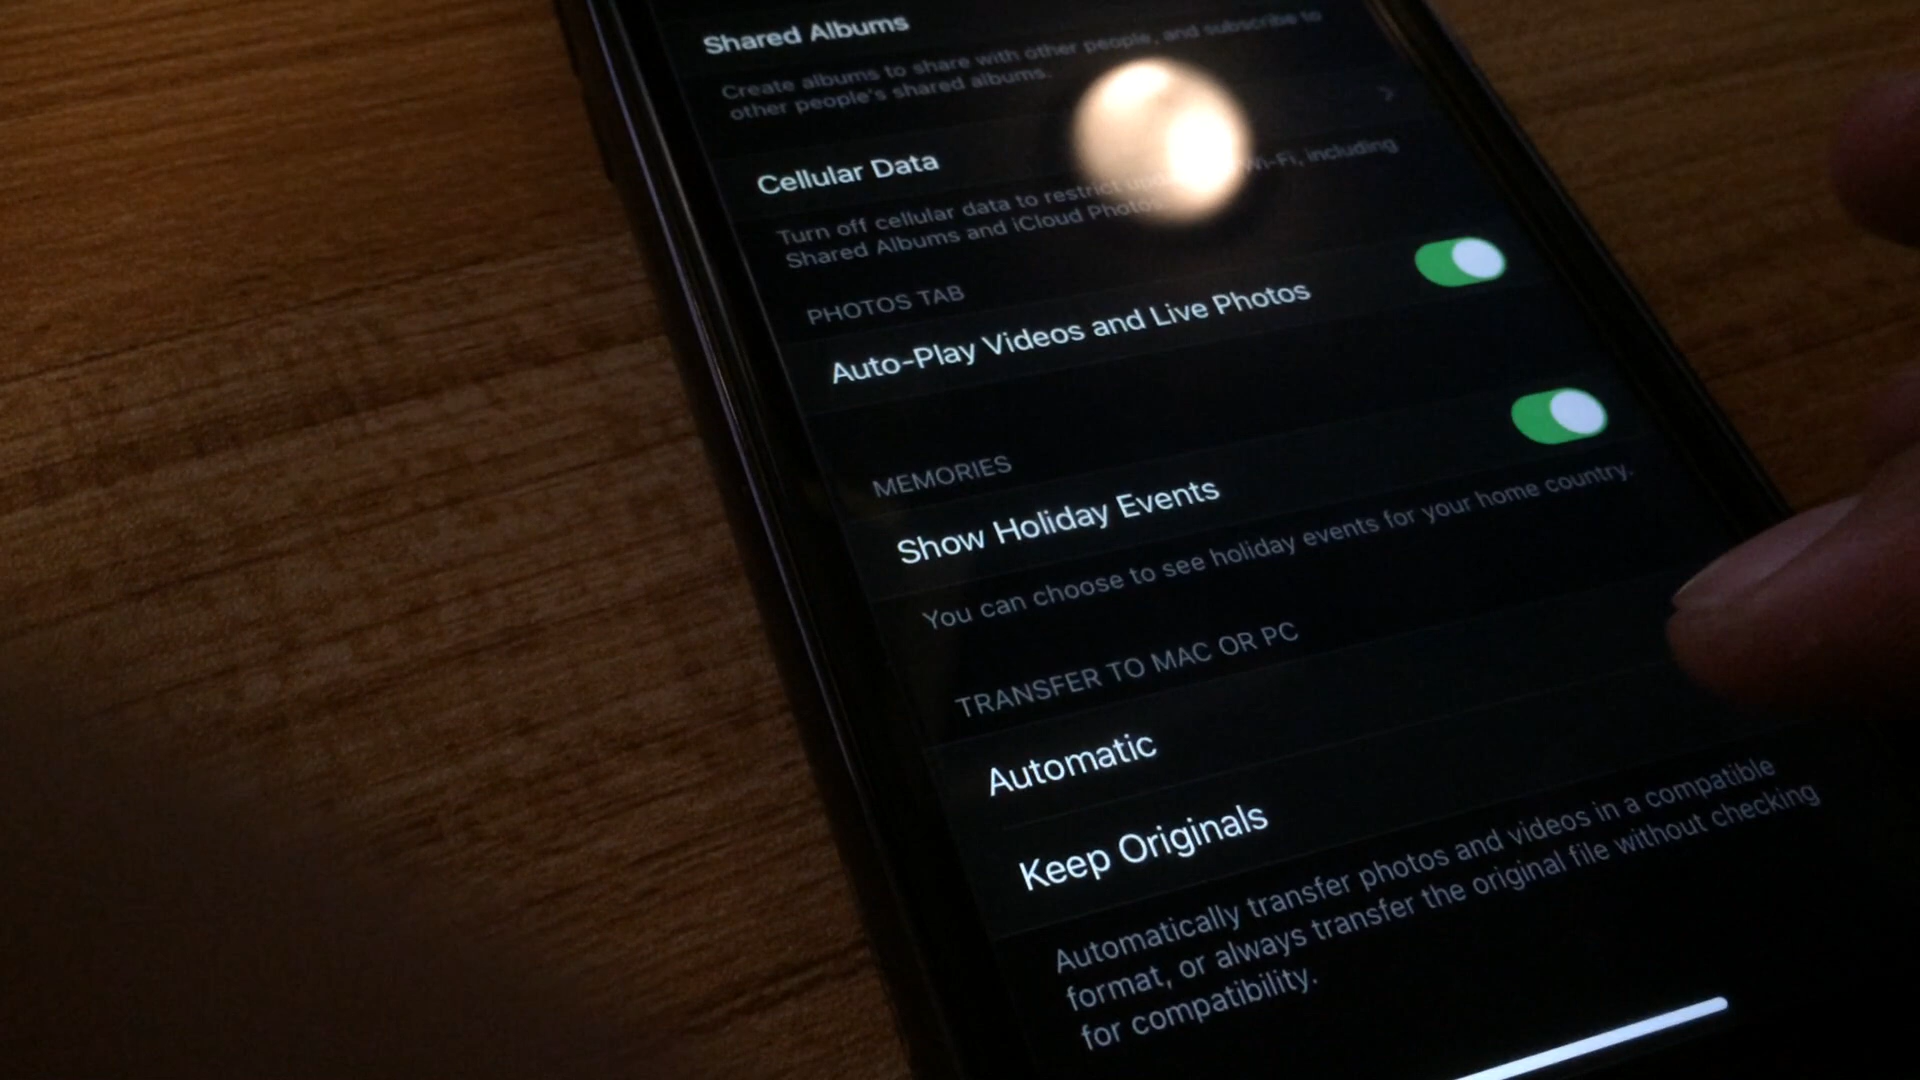 Shared Albums
Create albums to share with other people, and subscribe to
other people's shared albums.
Cellular Data
Turn off cellular data to restrict Wi-Fi, including
Shared Albums and iCloud Photos
PHOTOS TAB
Auto-Play Videos and Live Photos
MEMORIES
Show Holiday Events
You can choose to see holiday events for your home country.
TRANSFER TO MAC OR PC
Automatic
Keep Originals
Automatically transfer photos and videos in a compatible
format, or always transfer the original file without checking
for compatibility.